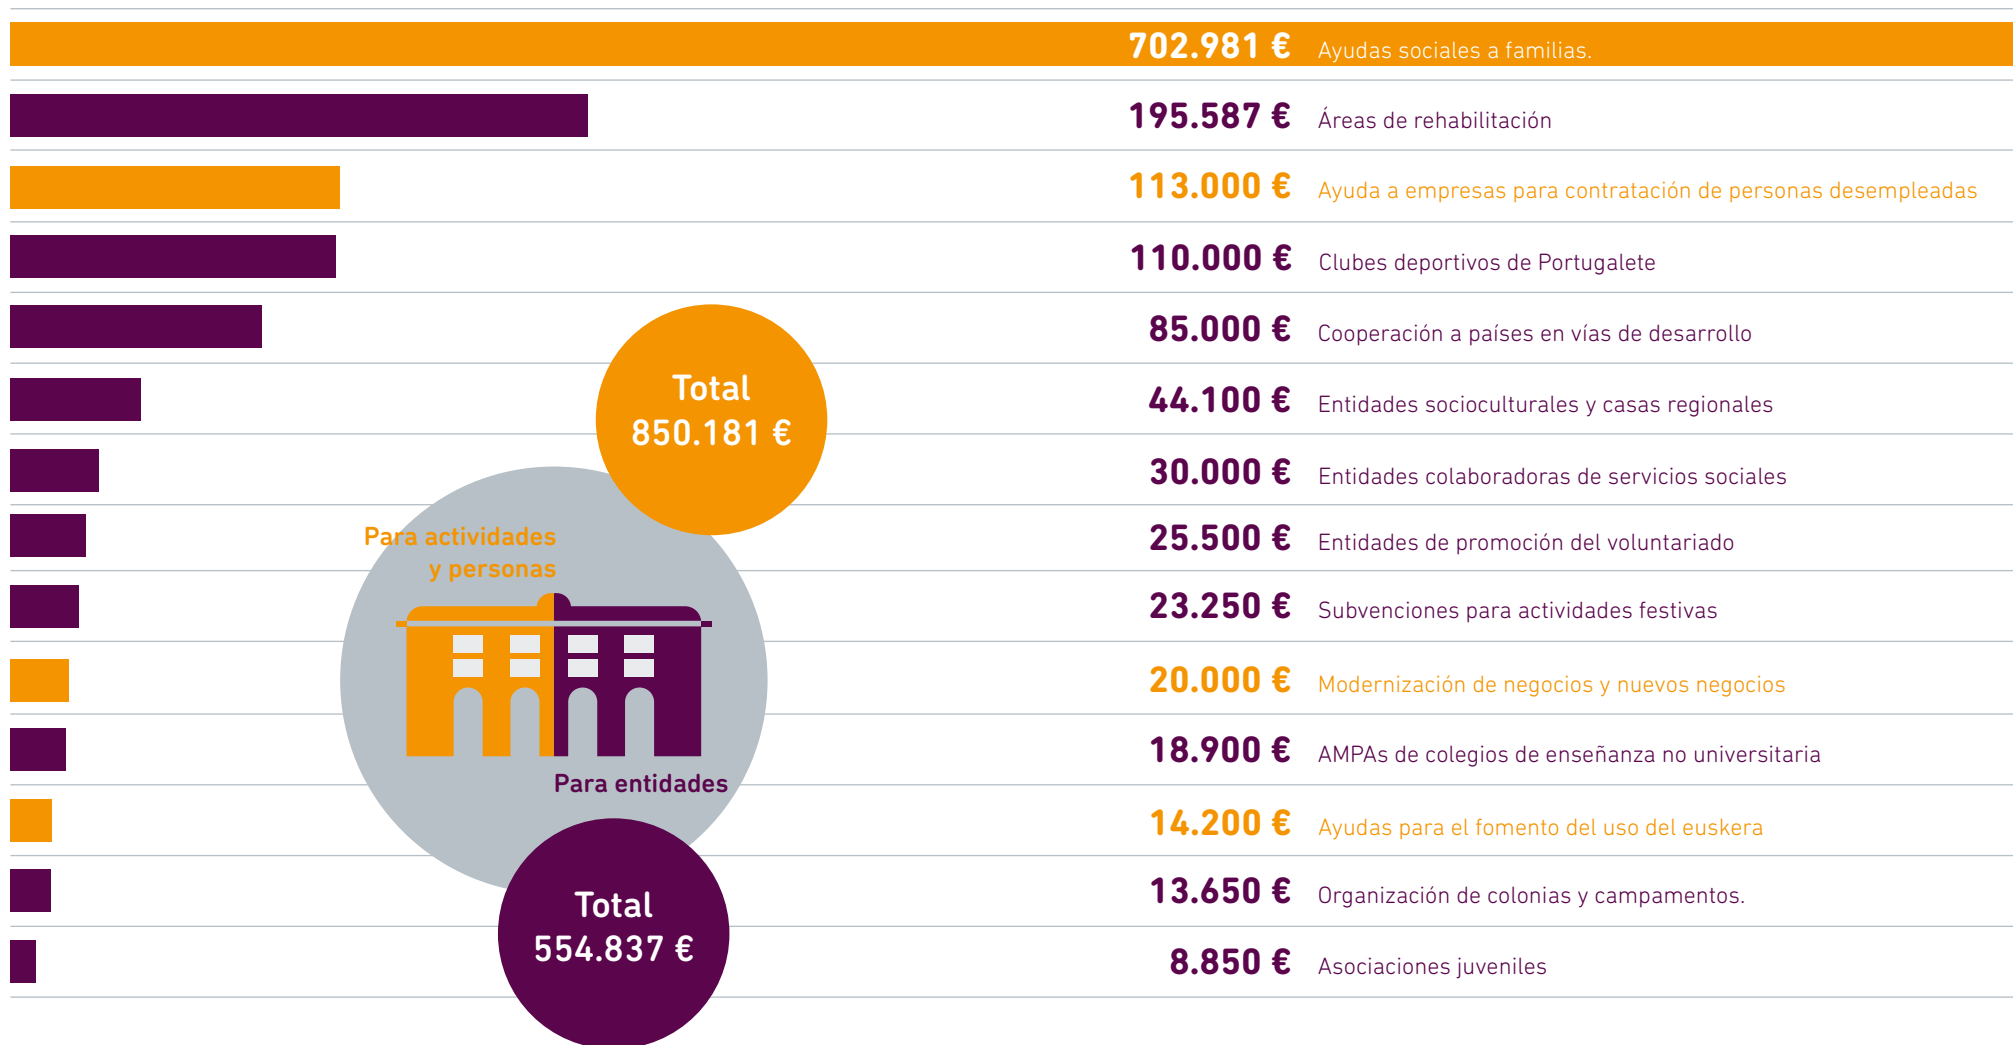 702.981 € Ayudas sociales a familias.
195.587 € Áreas de rehabilitación
113.000 € Ayuda a empresas para contratación de personas desempleadas
110.000 € Clubes deportivos de Portugalete
85.000 € Cooperación a países en vías de desarrollo
44.100 € Entidades socioculturales y casas regionales
30.000 € Entidades colaboradoras de servicios sociales
25.500 € Entidades de promoción del voluntariado
23.250 € Subvenciones para actividades festivas
20.000 € Modernización de negocios y nuevos negocios
18.900 € AMPAs de colegios de enseñanza no universitaria
14.200 € Ayudas para el fomento del uso del euskera
13.650 € Organización de colonias y campamentos.
8.850 € Asociaciones juveniles
Total
850.181 €
Para actividades
y personas
Para entidades
Total
554.837 €